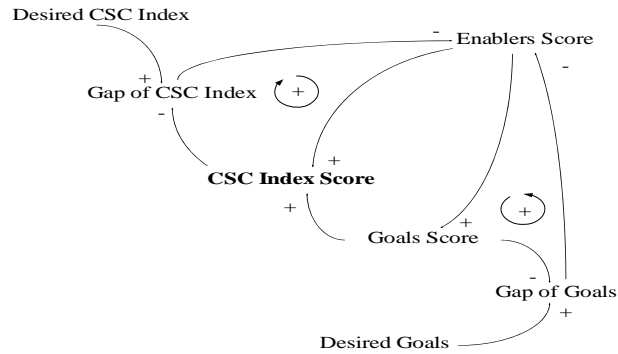 Desired CSC Index
-
Enablers Score
-
+
Gap of CSC Index
+
-
+
CSC Index Score
+
+
+
Goals Score
-
Gap of Goals
+
Desired Goals